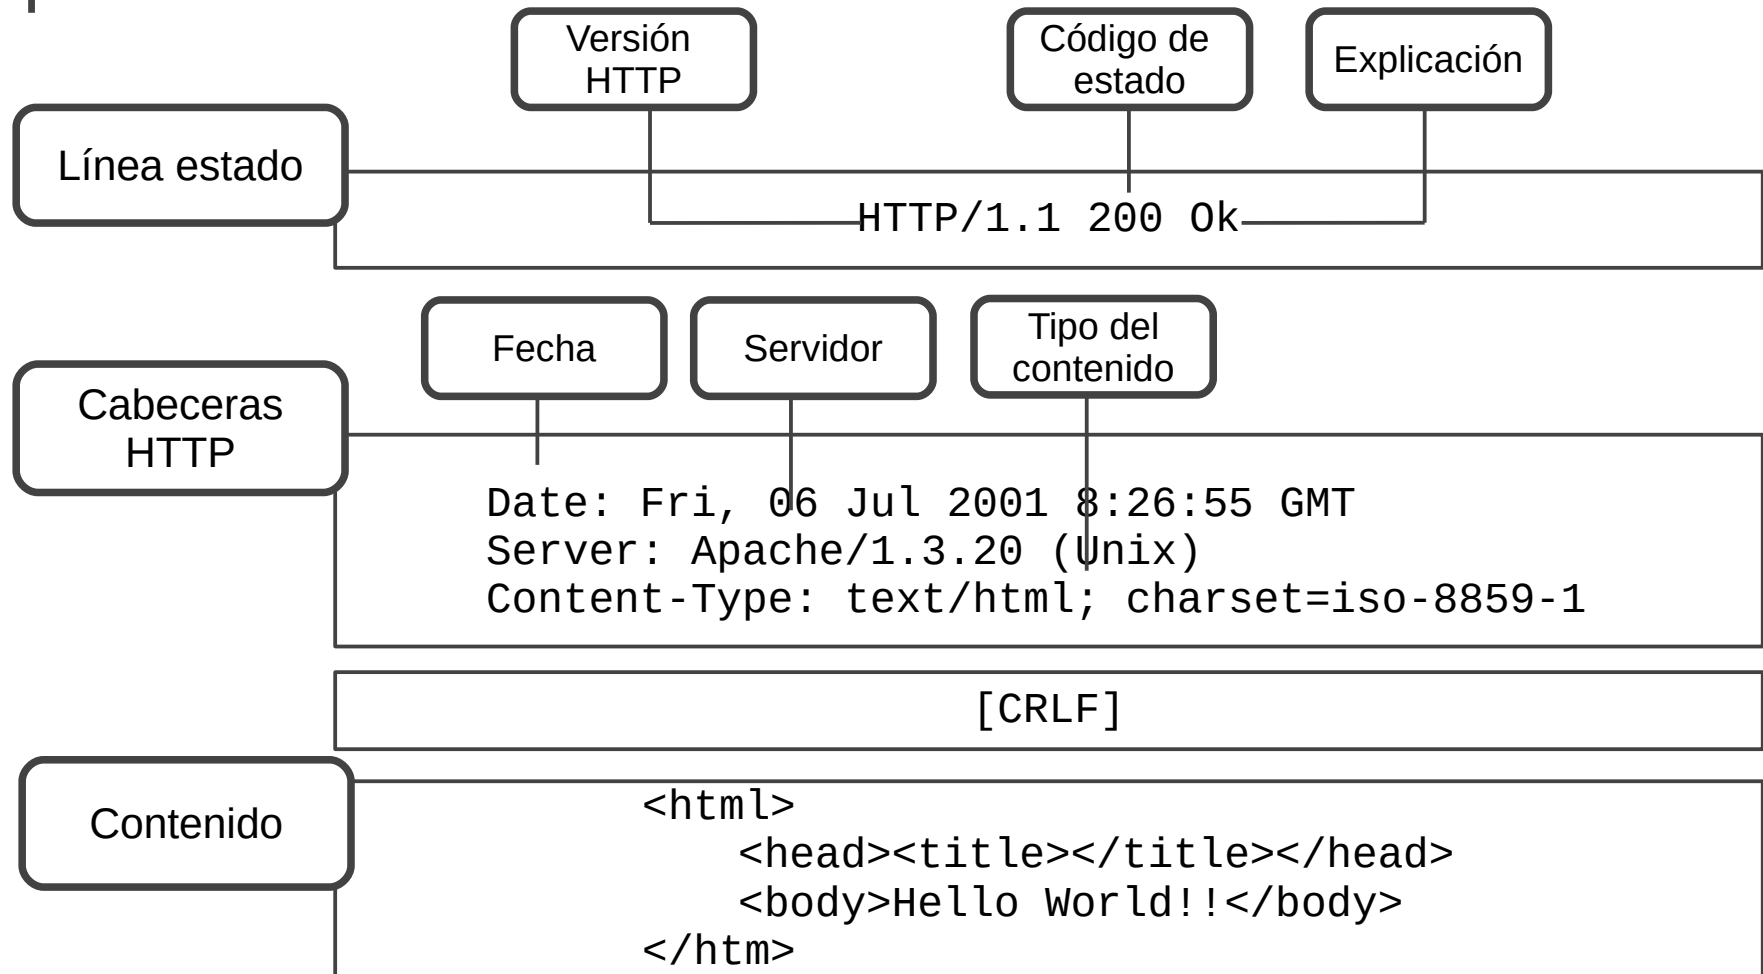 Versión
HTTP
Código de
estado
Explicación
Línea estado
HTTP/1.1 200 Ok
Fecha
Servidor
Tipo del
contenido
Cabeceras
HTTP
Date: Fri, 06 Jul 2001 8:26:55 GMT
Server: Apache/1.3.20 (Unix)
Content-Type: text/html; charset=iso-8859-1
[CRLF]
Contenido
<html>
<head><title></title></head>
<body>Hello World!!</body>
</htm>